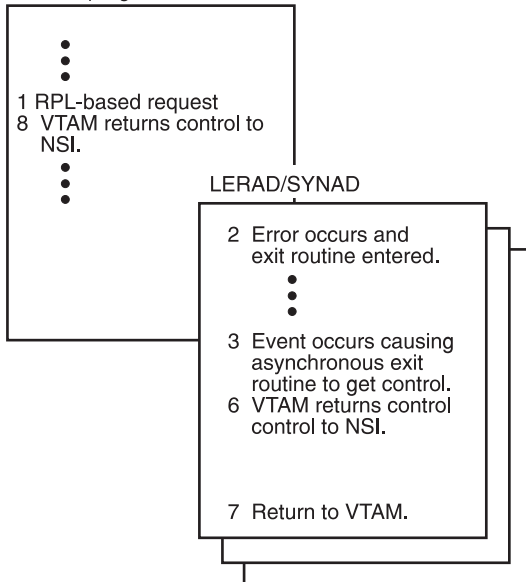 1 RPL-based request
8 VTAM returns control to
NSI.
LERAD/SYNAD
2 Error occurs and
exit routine entered.
3 Event occurs causing
asynchronous exit
routine to get control.
6 VTAM returns control
control to NSI.
7 Return to VTAM.